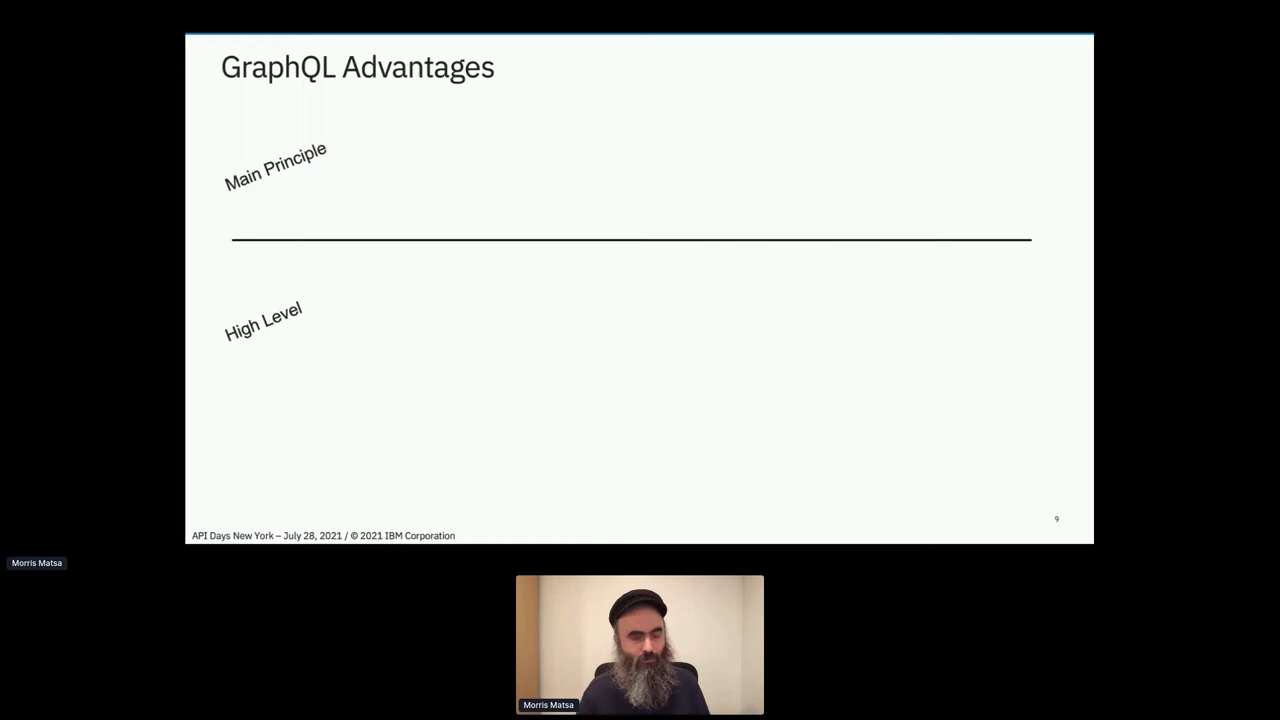 GraphQL Advantages
Main Principle
High Level
9
API Days New York – July 28, 2021 / © 2021 IBM Corporation
Morris Matsa
Morris Matsa